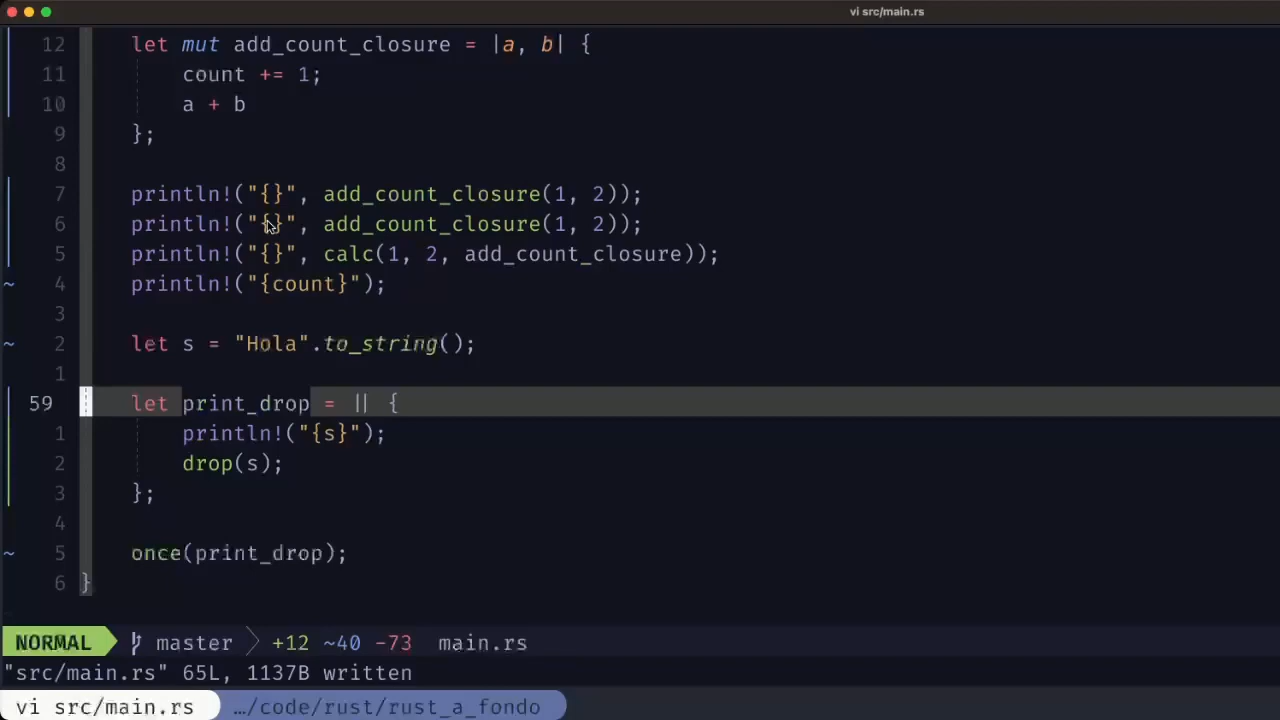 vi src/main.rs
12 let mut add_count_closure = |a, b| {
11 count += 1;
10 a + b
9 };
8
7 println!("{}", add_count_closure(1, 2));
6 println!("{}", add_count_closure(1, 2));
5 println!("{}", calc(1, 2, add_count_closure));
~ 4 println!("{count}");
3
~ 2 let s = "Hola".to_string();
1
59 let print_drop = || {
1 println!("{s}");
2 drop(s);
3 };
4
~ 5 once(print_drop);
6 }
NORMAL master +12 ~40 -73 main.rs
"src/main.rs" 65L, 1137B written
vi src/main.rs …/code/rust/rust_a_fondo